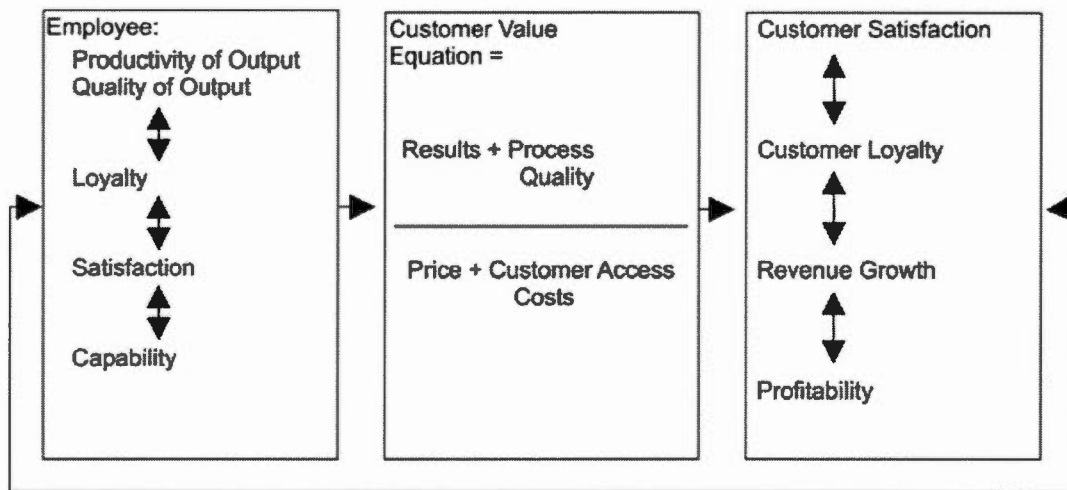 Employee:
Productivity of Output
Quality of Output
Loyalty
Satisfaction
Capability
Customer Value
Equation =
Results + Process
Quality
Price + Customer Access
Costs
Customer Satisfaction
Customer Loyalty
Revenue Growth
Profitability